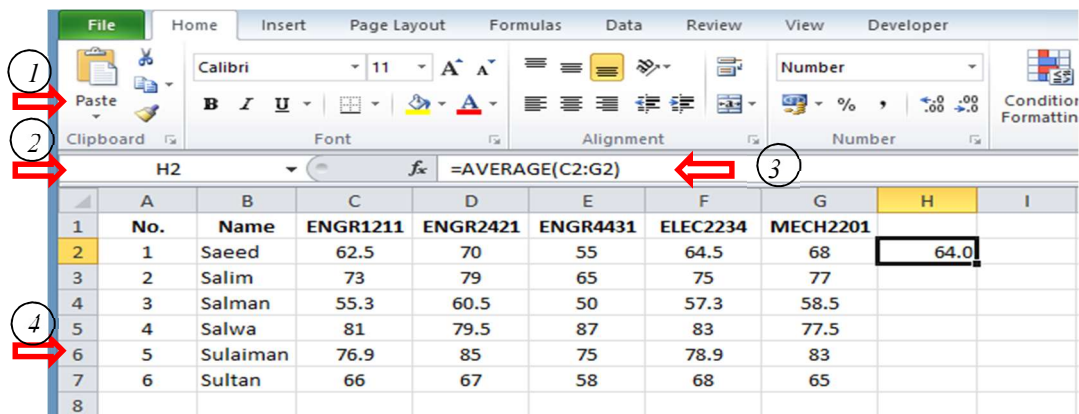 File Home Insert Page Layout Formulas Data Review View Developer
1
Calibri 11 A A Number
Paste B I U A % , .00 .00
Condition
Formattin
2 Clipboard Font Alignment Number
H2 fx =AVERAGE(C2:G2) 3
A B C D E F G H I
1 No. Name ENGR1211 ENGR2421 ENGR4431 ELEC2234 MECH2201
2 1 Saeed 62.5 70 55 64.5 68 64.0
3 2 Salim 73 79 65 75 77
4 3 Salman 55.3 60.5 50 57.3 58.5
4
5 4 Salwa 81 79.5 87 83 77.5
6 5 Sulaiman 76.9 85 75 78.9 83
7 6 Sultan 66 67 58 68 65
8